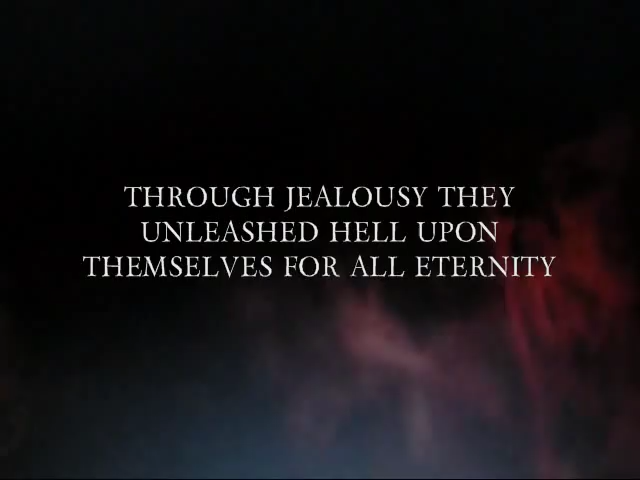 THROUGH JEALOUSY THEY
UNLEASHED HELL UPON
THEMSELVES FOR ALL ETERNITY